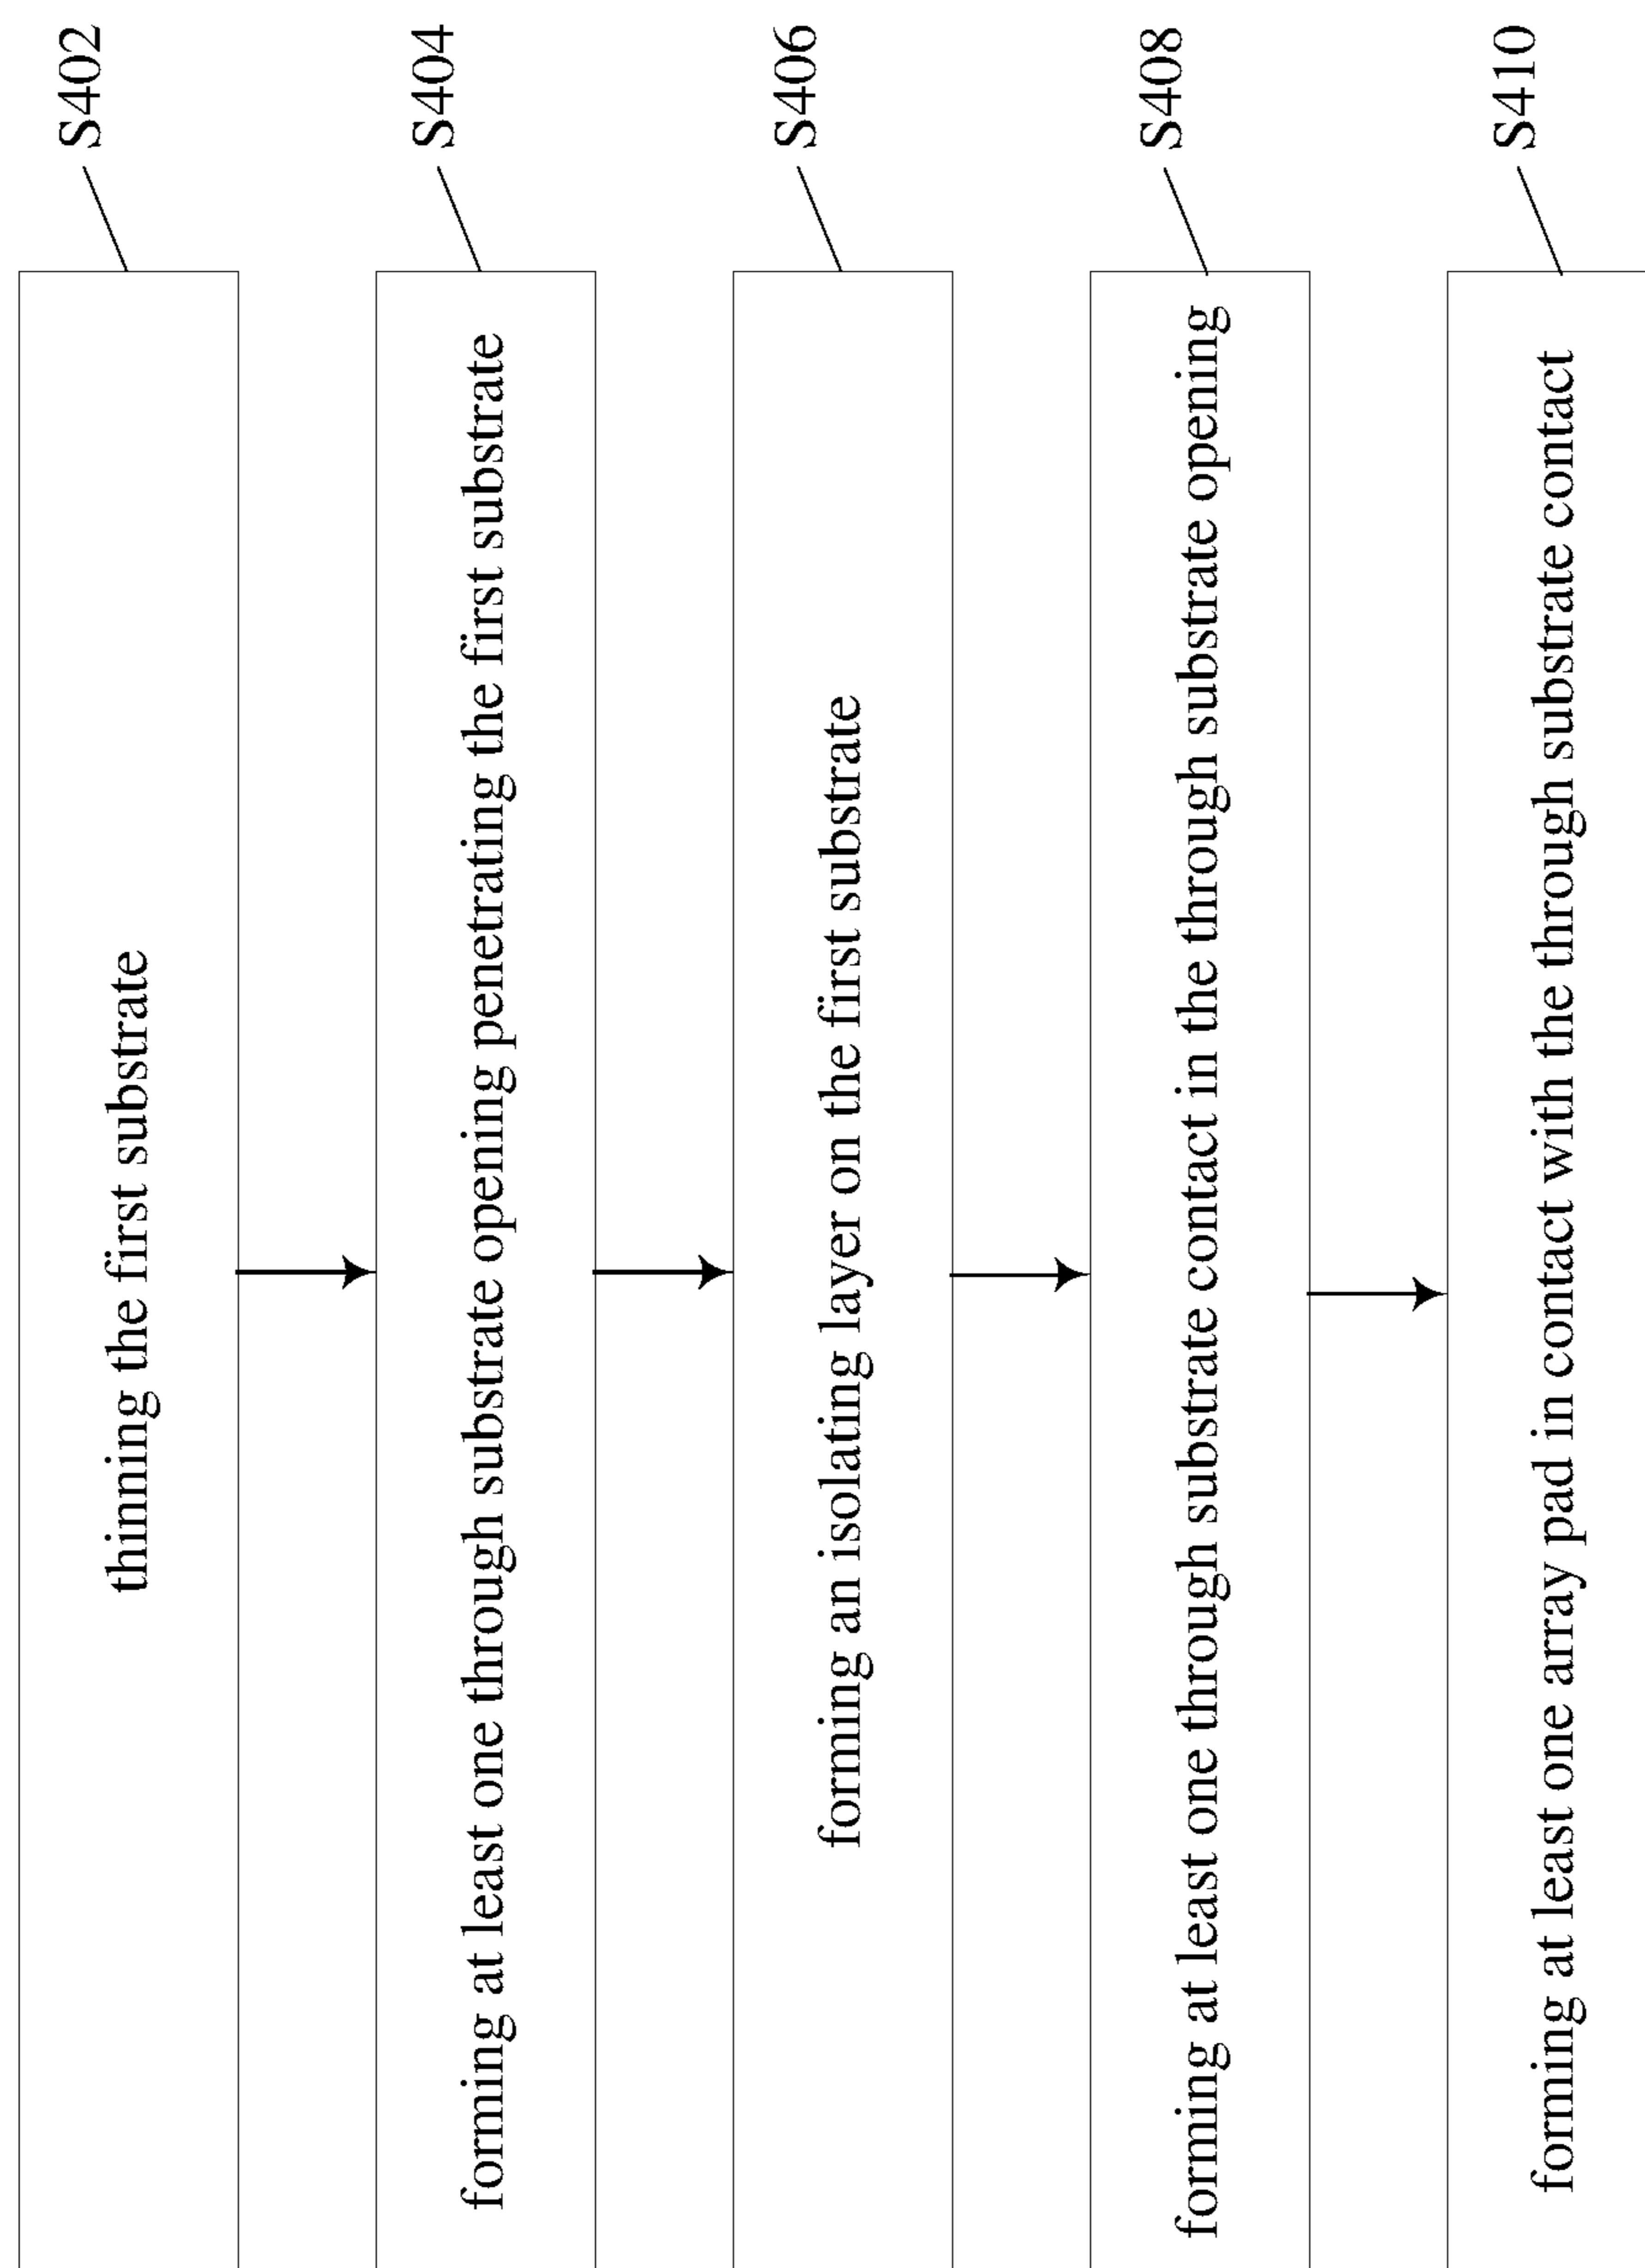 S402
thinning the first substrate
S404
forming at least one through substrate opening penetrating the first substrate
S406
forming an isolating layer on the first substrate
S408
forming at least one through substrate contact in the through substrate opening
S410
forming at least one array pad in contact with the through substrate contact